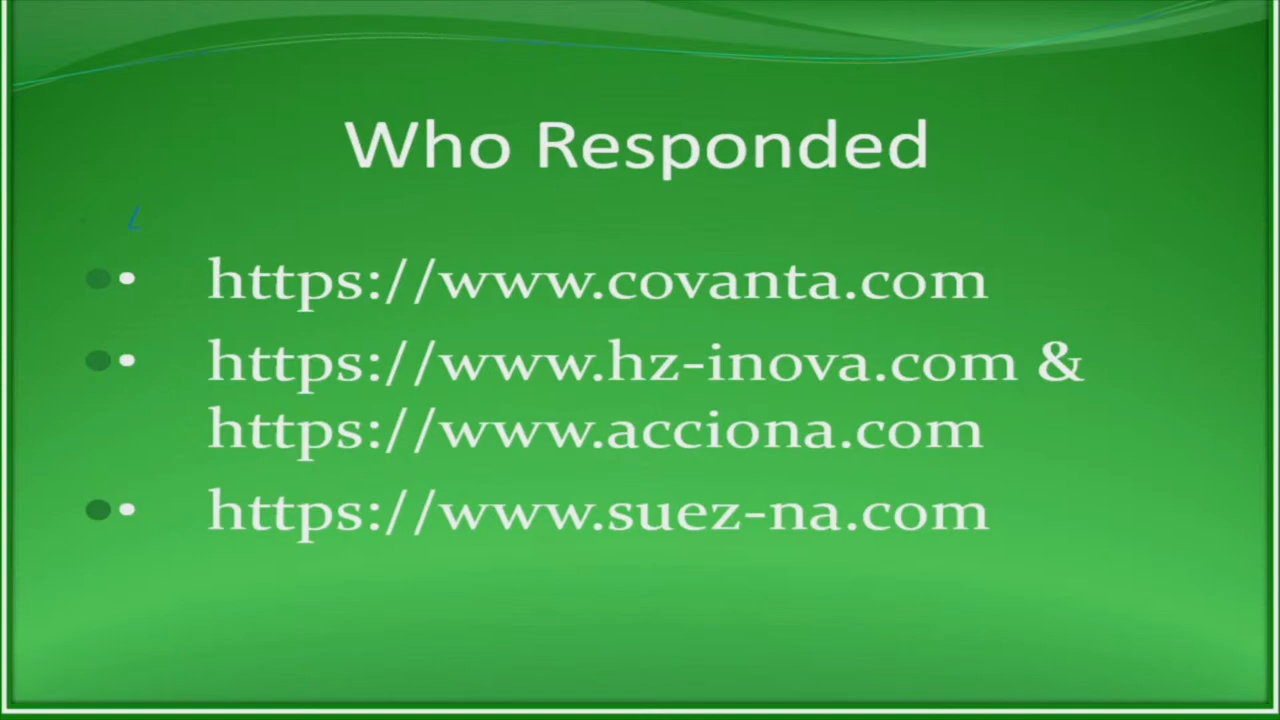 Who Responded
• https://www.covanta.com
• https://www.hz-inova.com &
https://www.acciona.com
• https://www.suez-na.com